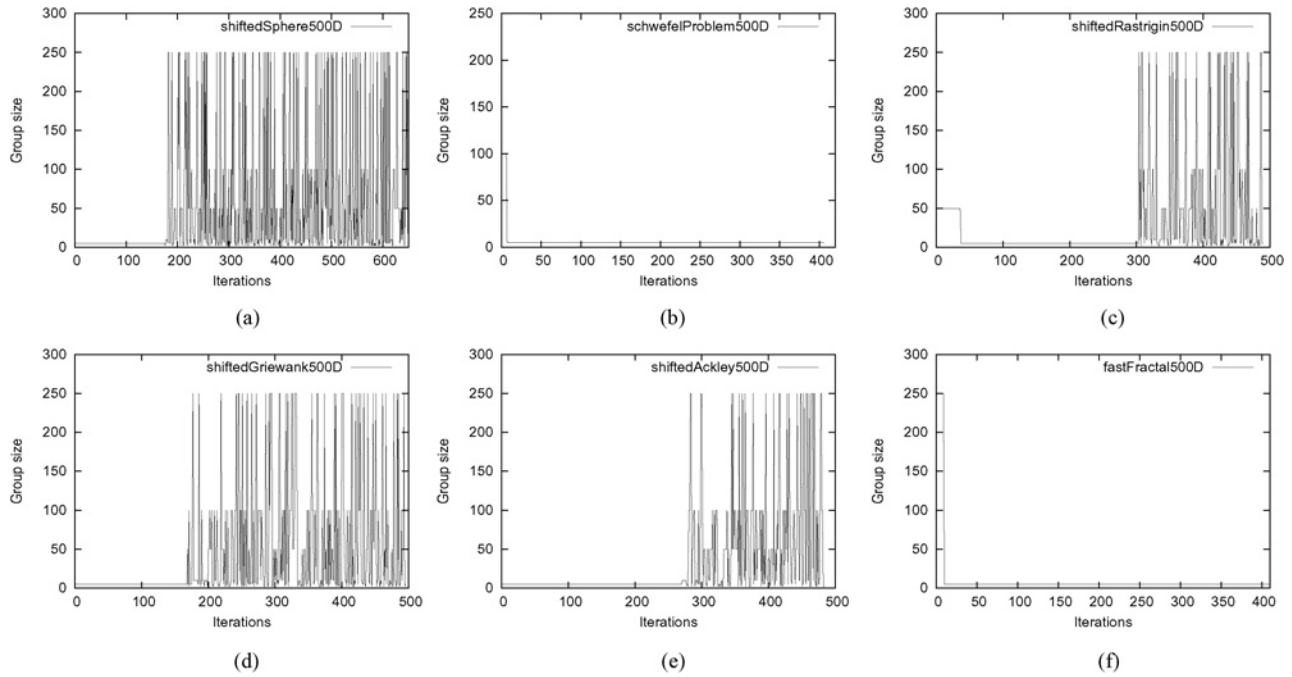 300
250
200
150
100
50
0
Group size
shiftedSphere500D
0 100 200 300 400 500 600
Iterations
(a)
250
200
150
100
50
0
Group size
schwefelProblem500D
0 50 100 150 200 250 300 350 400
Iterations
(b)
300
250
200
150
100
50
0
Group size
shiftedRastrigin500D
0 100 200 300 400 500
Iterations
(c)
300
250
200
150
100
50
0
Group size
shiftedGriewank500D
0 100 200 300 400 500
Iterations
(d)
300
250
200
150
100
50
0
Group size
shiftedAckley500D
0 100 200 300 400 500
Iterations
(e)
300
250
200
150
100
50
0
Group size
fastFractal500D
0 50 100 150 200 250 300 350 400
Iterations
(f)